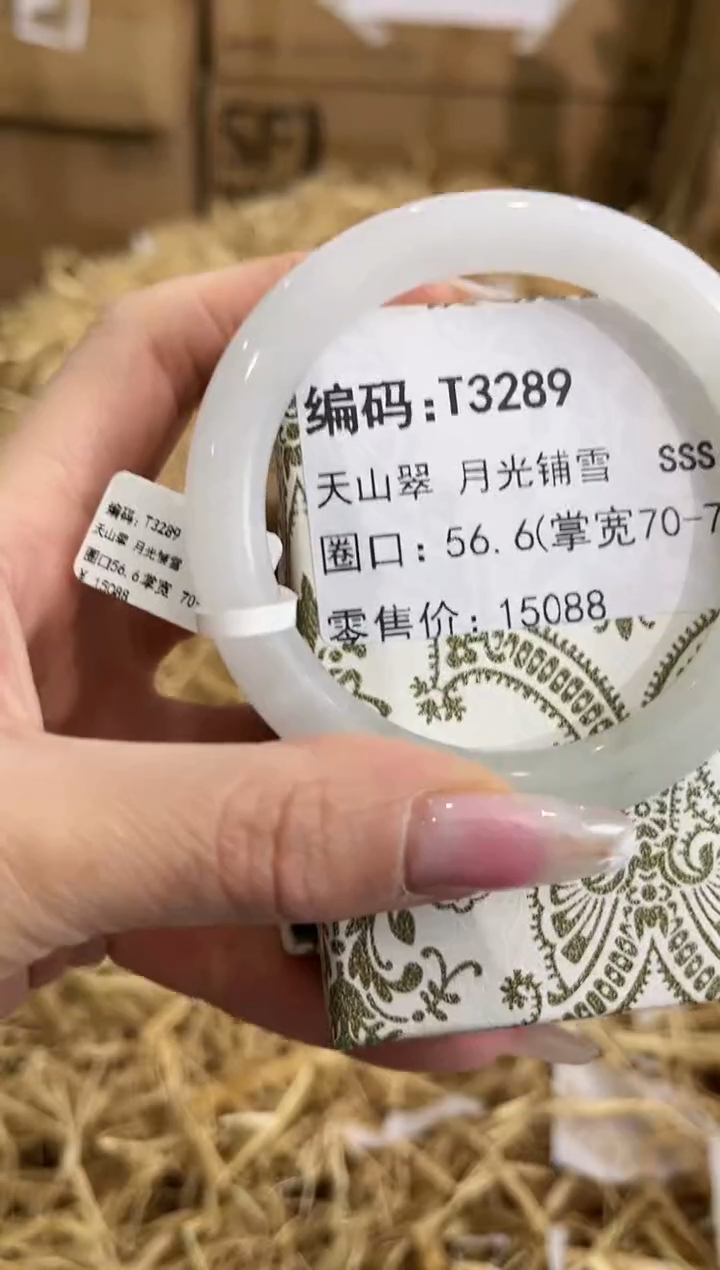 SF
编码:T3289
天山翠 月光铺雪 SSS
圈口: 56.6(掌宽70-7
零售价: 15088
编码: T3289
天山翠 月光铺雪
圈口56.6掌宽 70-
¥ 15088